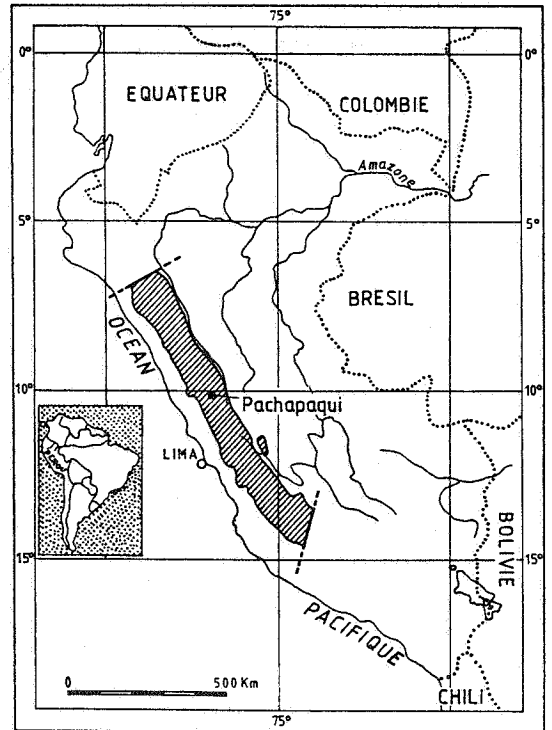 75°
0°
0°
EQUATEUR
COLOMBIE
Amazone
5°
5°
BRESIL
OCEAN
10°
10°
Pachapaqui
LIMA
15°
15°
BOLIVIE
PACIFIQUE
0
500 Km
CHILI
75°